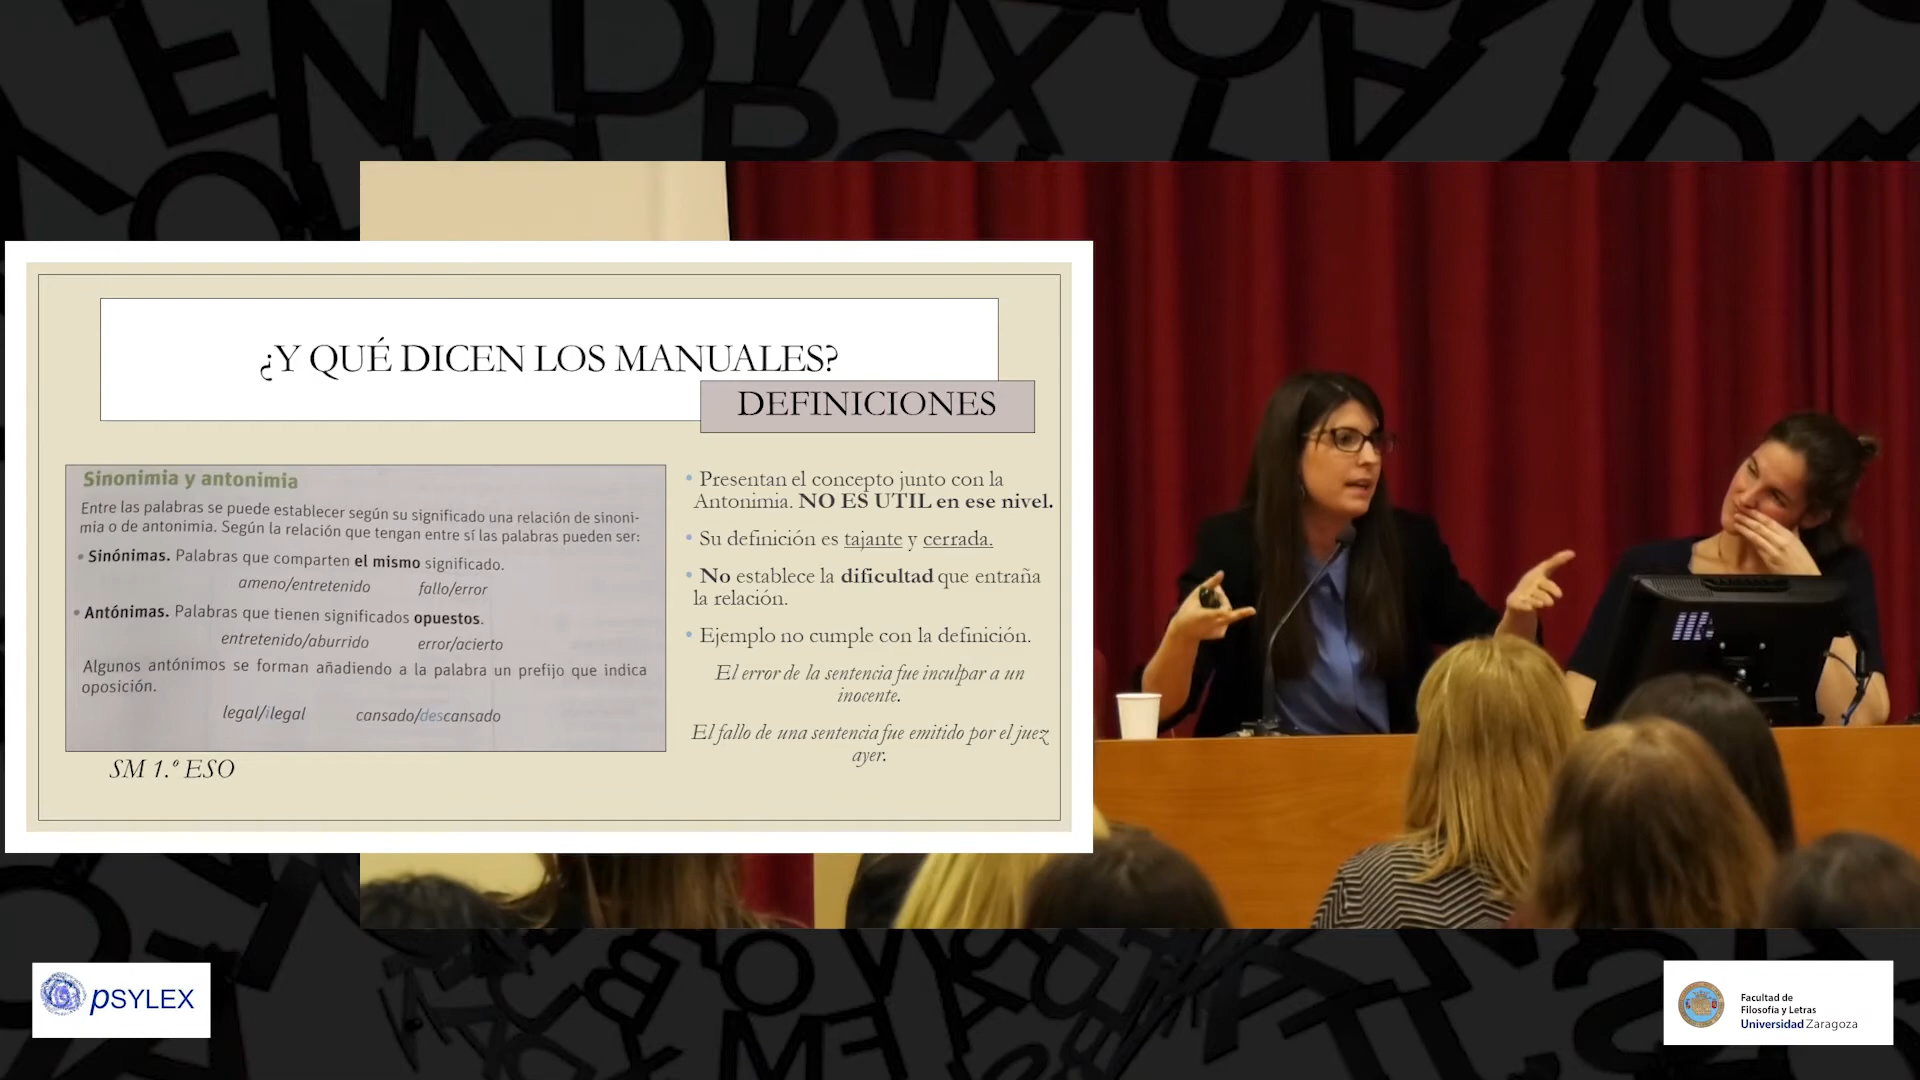 ¿Y QUÉ DICEN LOS MANUALES?
DEFINICIONES
Sinonimia y antonimia
Entre las palabras se puede establecer según su significado una relación de sinoni-
mia o de antonimia. Según la relación que tengan entre sí las palabras pueden ser:
• Sinónimas. Palabras que comparten el mismo significado.
ameno/entretenido fallo/error
• Antónimas. Palabras que tienen significados opuestos.
entretenido/aburrido error/acierto
Algunos antónimos se forman añadiendo a la palabra un prefijo que indica
oposición.
legal/ilegal cansado/descansado
SM 1.º ESO
• Presentan el concepto junto con la
Antonimia. NO ES UTIL en ese nivel.
• Su definición es tajante y cerrada.
• No establece la dificultad que entraña
la relación.
• Ejemplo no cumple con la definición.
El error de la sentencia fue inculpar a un
inocente.
El fallo de una sentencia fue emitido por el juez
ayer.
PSYLEX
Facultad de
Filosofía y Letras
Universidad Zaragoza